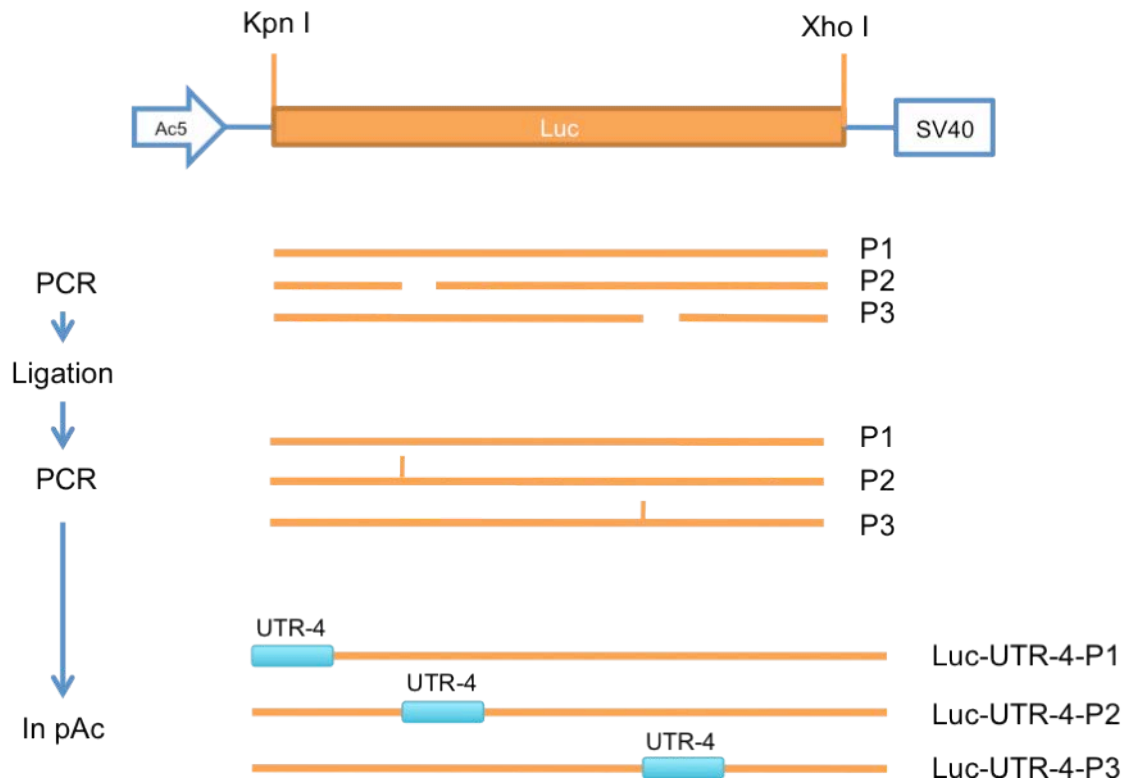 Kpn I
Xho I
Ac5
Luc
SV40
P1
PCR
P2
P3
Ligation
P1
PCR
P2
P3
UTR-4
Luc-UTR-4-P1
UTR-4
In pAc
Luc-UTR-4-P2
UTR-4
Luc-UTR-4-P3